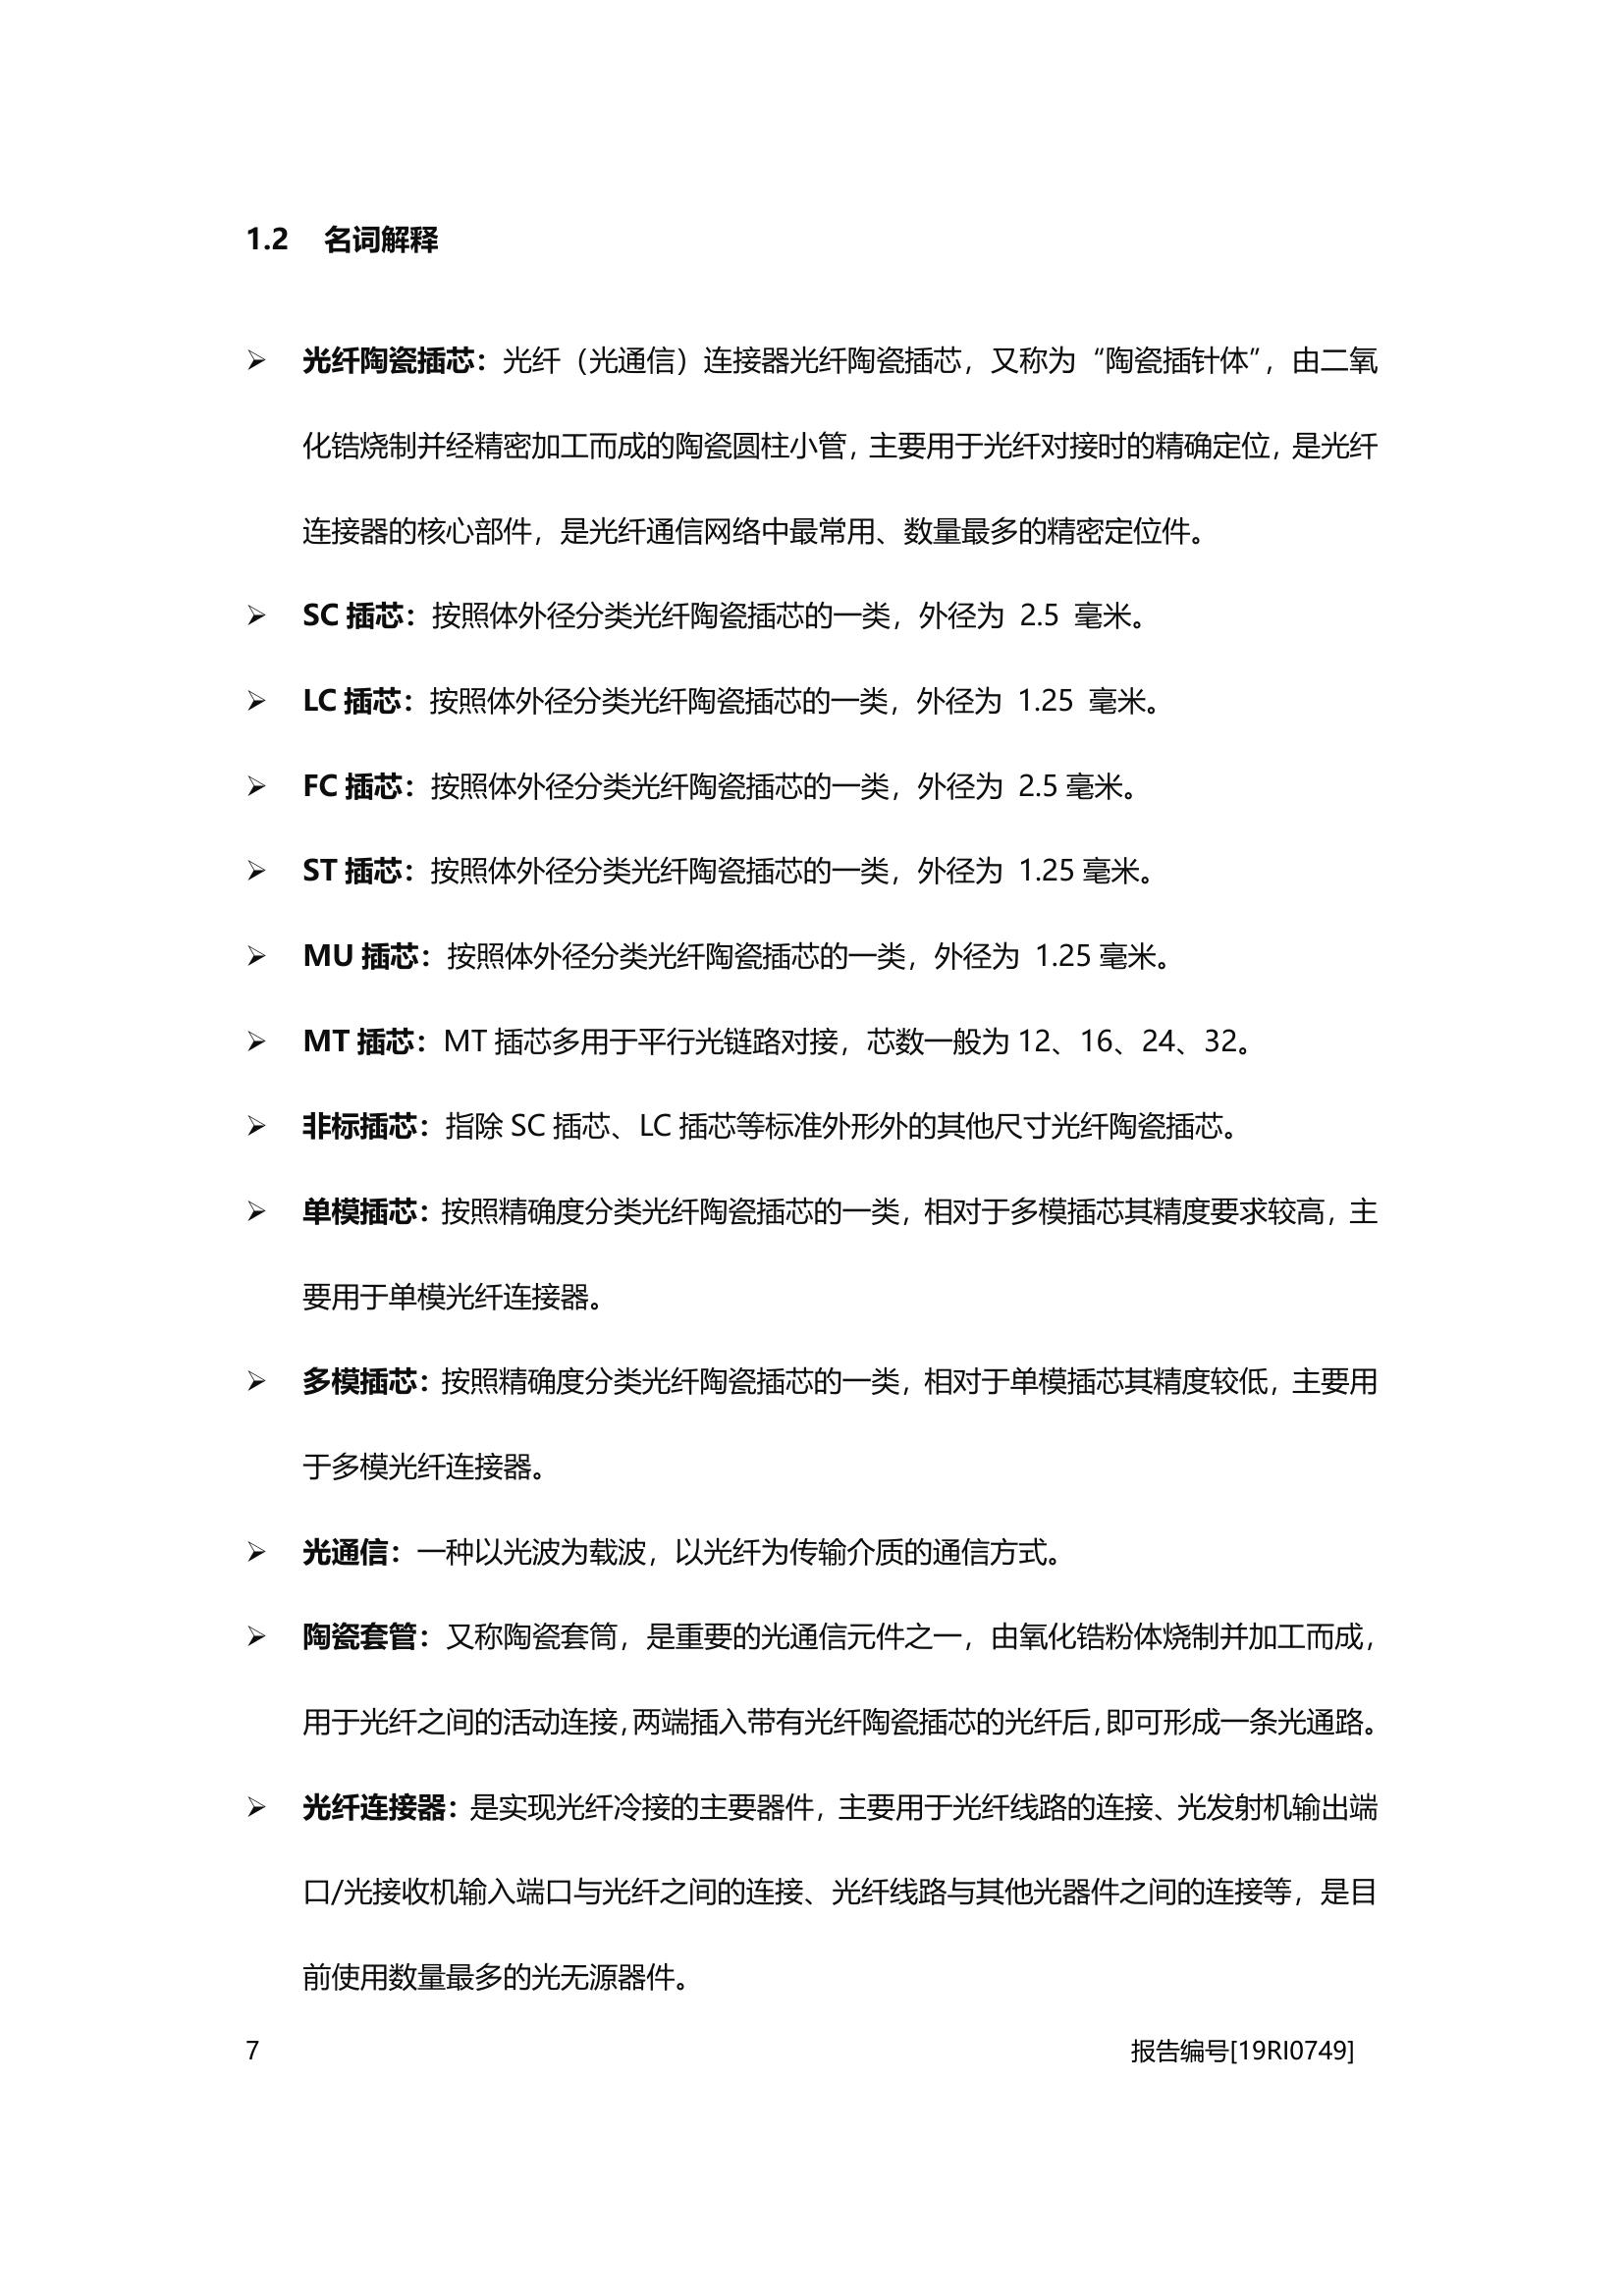 1.2 名词解释
➢ 光纤陶瓷插芯：光纤（光通信）连接器光纤陶瓷插芯，又称为“陶瓷插针体”，由二氧
化锆烧制并经精密加工而成的陶瓷圆柱小管，主要用于光纤对接时的精确定位，是光纤
连接器的核心部件，是光纤通信网络中最常用、数量最多的精密定位件。
➢ SC 插芯：按照体外径分类光纤陶瓷插芯的一类，外径为 2.5 毫米。
➢ LC 插芯：按照体外径分类光纤陶瓷插芯的一类，外径为 1.25 毫米。
➢ FC 插芯：按照体外径分类光纤陶瓷插芯的一类，外径为 2.5 毫米。
➢ ST 插芯：按照体外径分类光纤陶瓷插芯的一类，外径为 1.25 毫米。
➢ MU 插芯：按照体外径分类光纤陶瓷插芯的一类，外径为 1.25 毫米。
➢ MT 插芯：MT 插芯多用于平行光链路对接，芯数一般为 12、16、24、32。
➢ 非标插芯：指除 SC 插芯、LC 插芯等标准外形外的其他尺寸光纤陶瓷插芯。
➢ 单模插芯：按照精确度分类光纤陶瓷插芯的一类，相对于多模插芯其精度要求较高，主
要用于单模光纤连接器。
➢ 多模插芯：按照精确度分类光纤陶瓷插芯的一类，相对于单模插芯其精度较低，主要用
于多模光纤连接器。
➢ 光通信：一种以光波为载波，以光纤为传输介质的通信方式。
➢ 陶瓷套管：又称陶瓷套筒，是重要的光通信元件之一，由氧化锆粉体烧制并加工而成，
用于光纤之间的活动连接，两端插入带有光纤陶瓷插芯的光纤后，即可形成一条光通路。
➢ 光纤连接器：是实现光纤冷接的主要器件，主要用于光纤线路的连接、光发射机输出端
口/光接收机输入端口与光纤之间的连接、光纤线路与其他光器件之间的连接等，是目
前使用数量最多的光无源器件。
7 报告编号[19RI0749]